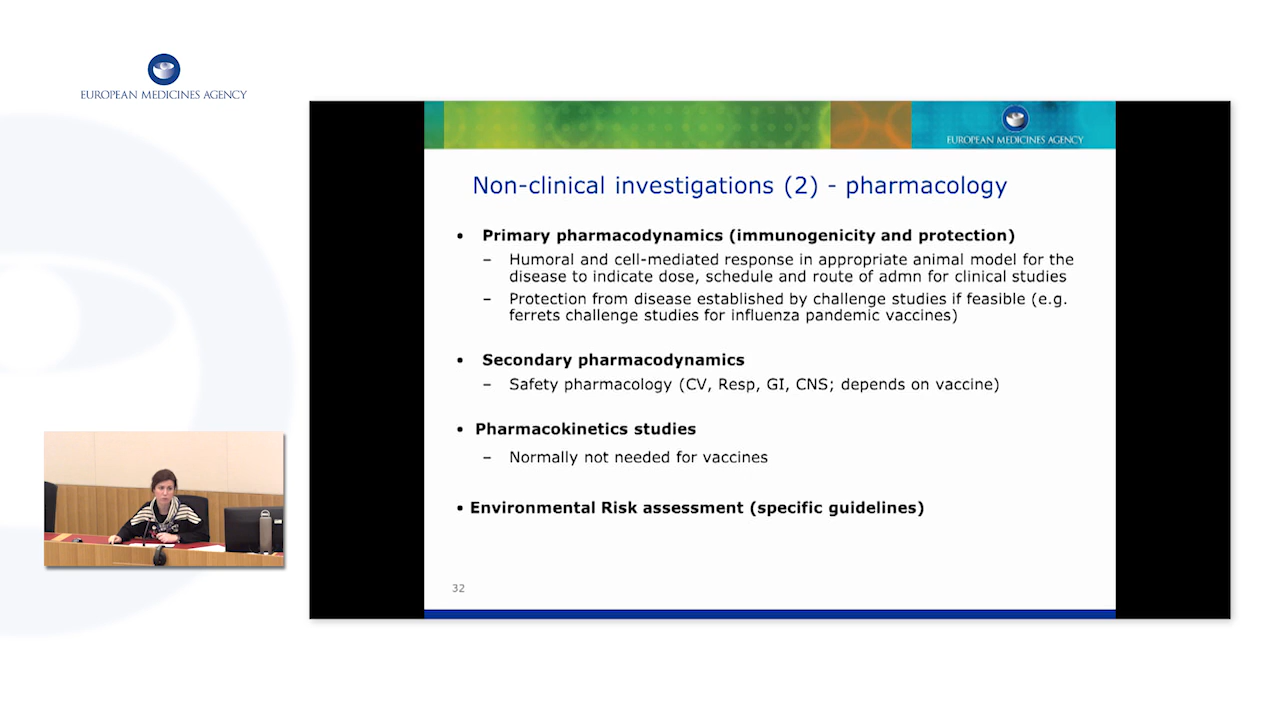 EUROPEAN MEDICINES AGENCY
EUROPEAN MEDICINES AGENCY
Non-clinical investigations (2) - pharmacology
• Primary pharmacodynamics (immunogenicity and protection)
– Humoral and cell-mediated response in appropriate animal model for the
disease to indicate dose, schedule and route of admn for clinical studies
– Protection from disease established by challenge studies if feasible (e.g.
ferrets challenge studies for influenza pandemic vaccines)
• Secondary pharmacodynamics
– Safety pharmacology (CV, Resp, GI, CNS; depends on vaccine)
• Pharmacokinetics studies
– Normally not needed for vaccines
• Environmental Risk assessment (specific guidelines)
32